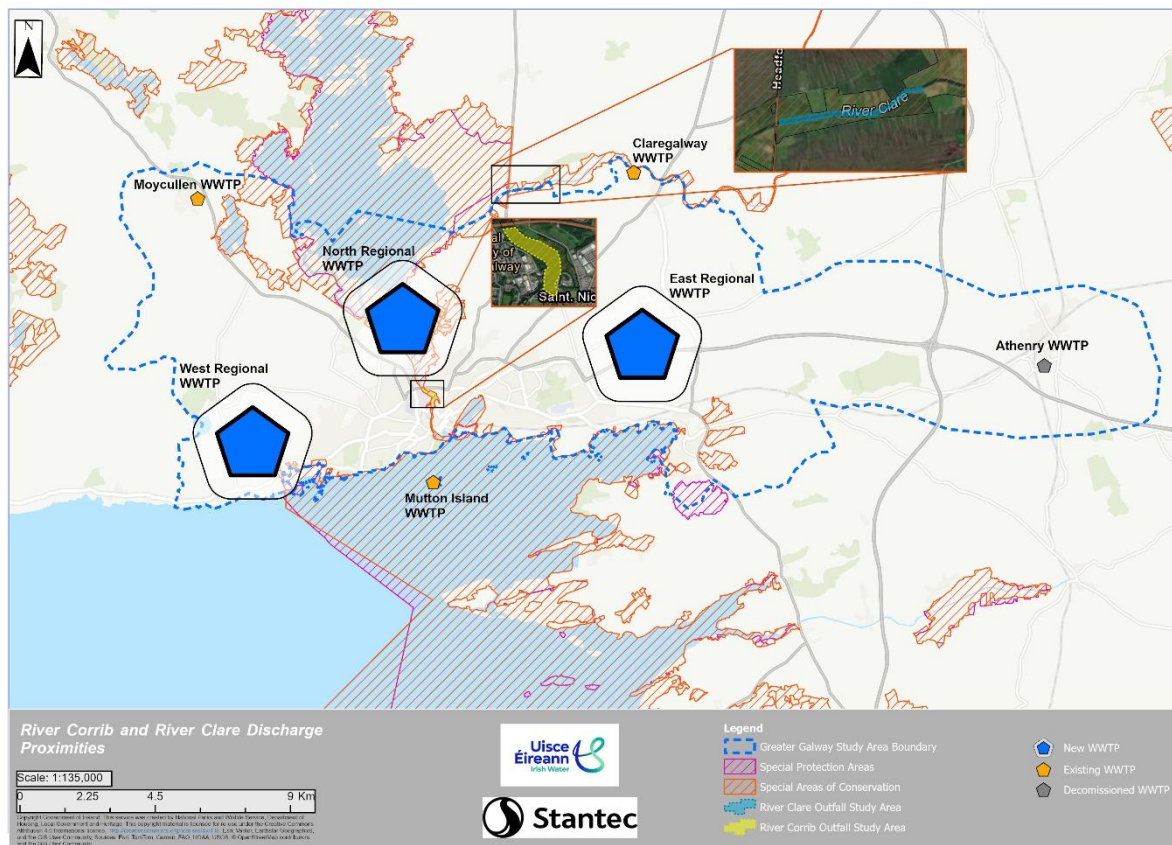 N
Headfo
River Clare
Claregalway
WWTP
Moycullen WWTP
North Regional
WWTP
East Regional
WWTP
Saint. Nic
Athenry WWTP
West Regional
WWTP
Mutton Island
WWTP
River Corrib and River Clare Discharge
Proximities
Scale: 1:135,000
0 2.25 4.5 9 Km
Uisce
Éireann
Irish Water
Stantec
Legend
Greater Galway Study Area Boundary
Special Protection Areas
Special Areas of Conservation
River Clare Outfall Study Area
River Corrib Outfall Study Area
New WWTP
Existing WWTP
Decomissioned WWTP